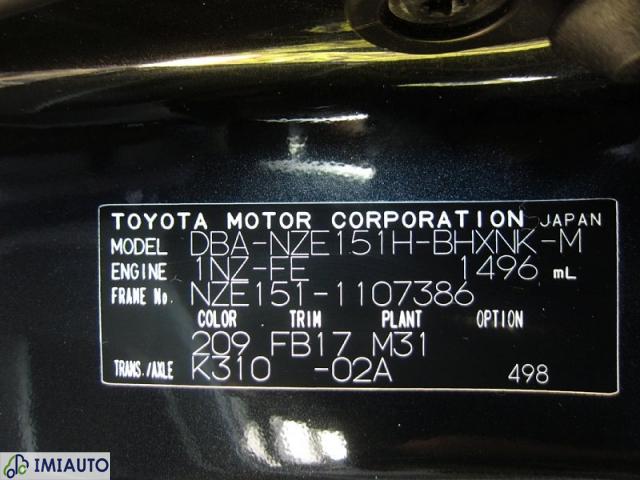 TOYOTA MOTOR CORPORATION JAPAN
MODEL DBA-NZE151H-BHXNK-M
ENGINE 1NZ-FE 1496 mL
FRAME No. NZE151-1107386
COLOR TRIM PLANT OPTION
209 FB17 M31
TRANS./AXLE K310 -02A 498
IMIAUTO